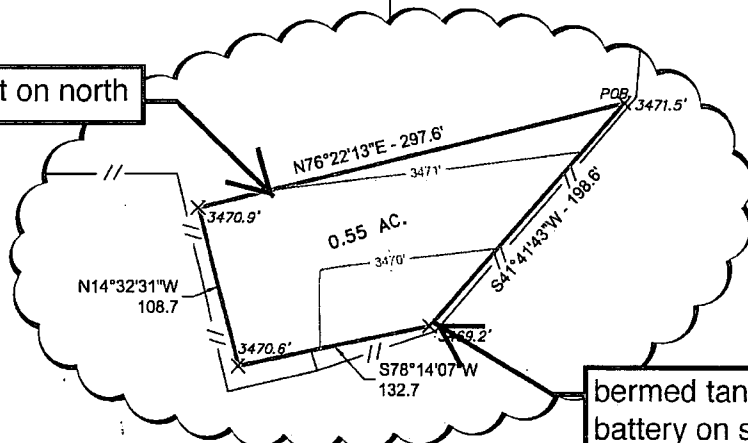 t on north
POB
3471.5'
N76°22'13"E - 297.6'
3471'
3470.9'
0.55 AC.
S41°41'43"W - 198.6'
3470'
N14°32'31"W
108.7
3469.2'
3470.6'
S78°14'07"W
132.7
bermed tan
battery on s